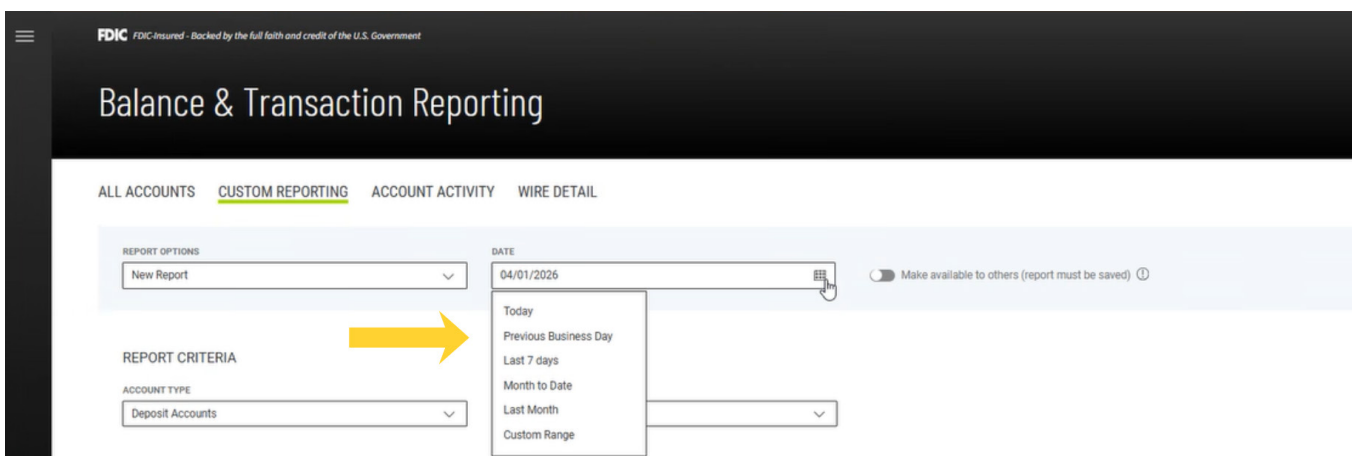 FDIC FDIC-Insured - Backed by the full faith and credit of the U.S. Government
Balance & Transaction Reporting
ALL ACCOUNTS CUSTOM REPORTING ACCOUNT ACTIVITY WIRE DETAIL
REPORT OPTIONS
New Report
DATE
04/01/2026
Make available to others (report must be saved)
Today
Previous Business Day
Last 7 days
Month to Date
Last Month
Custom Range
REPORT CRITERIA
ACCOUNT TYPE
Deposit Accounts